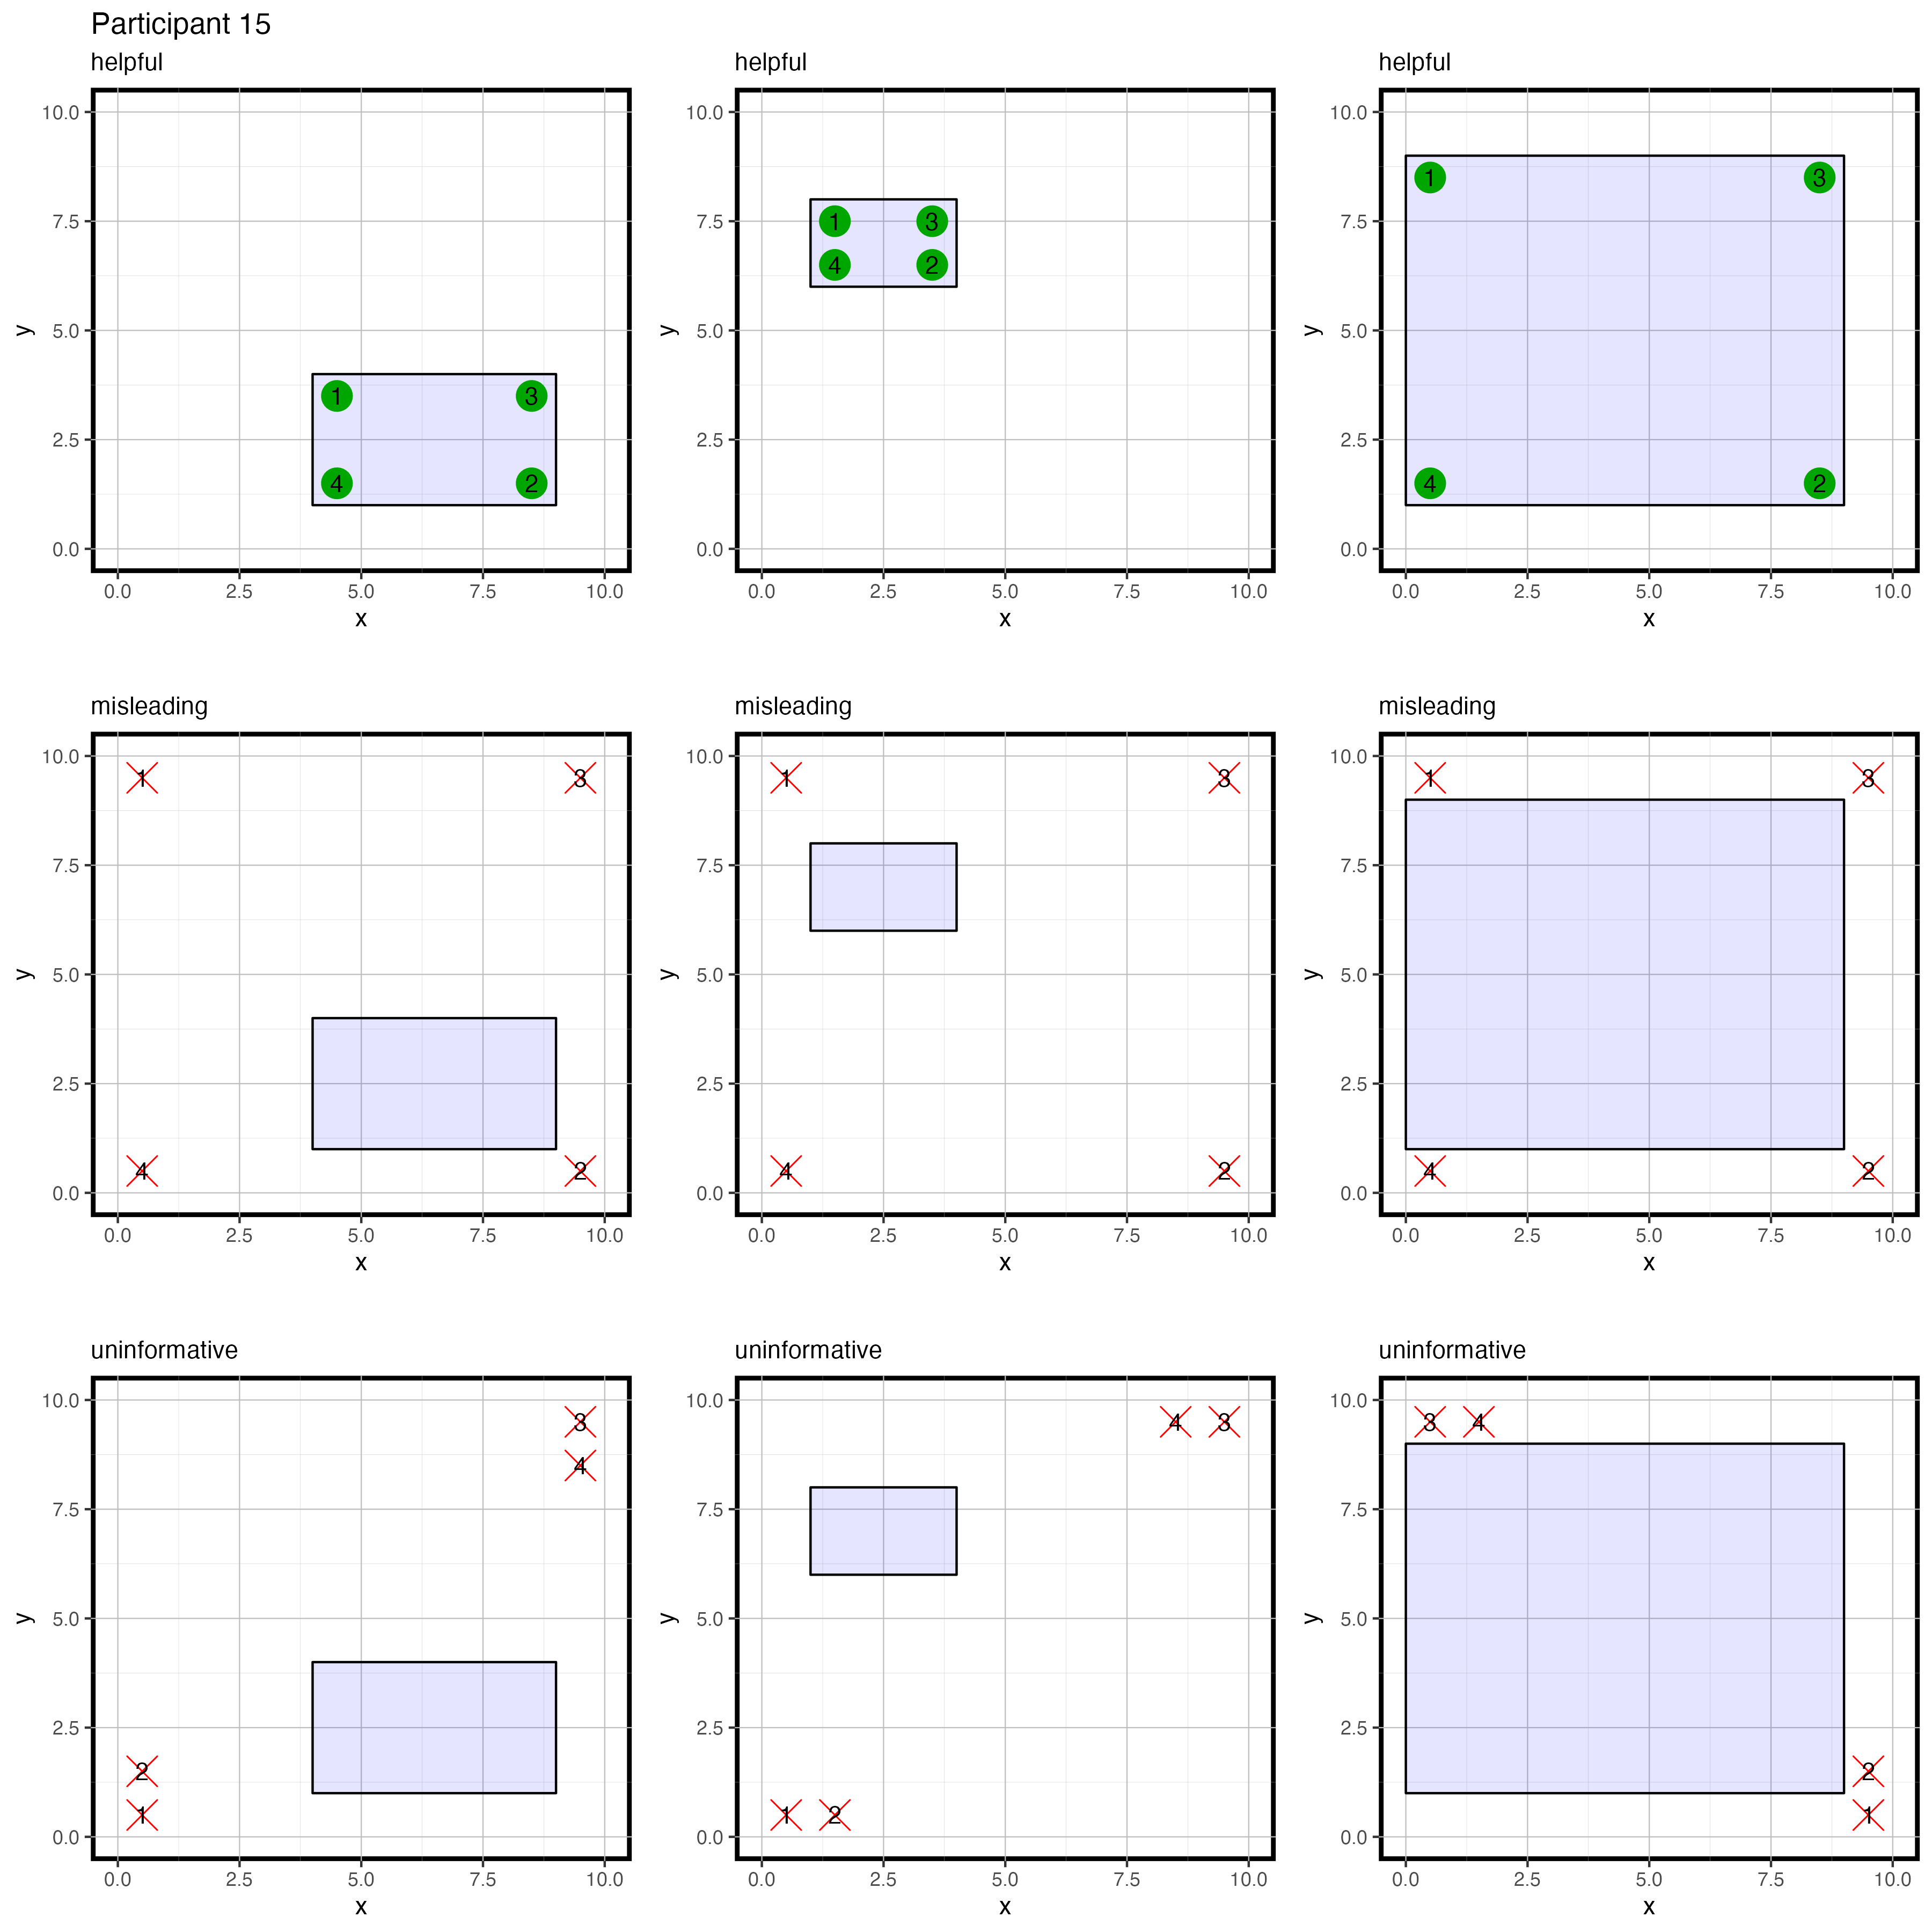 Participant 15
helpful helpful helpful
10.0 10.0 10.0
1 3
7.5 7.5 1 3 7.5
4 2
y 5.0 y 5.0 y 5.0
1 3
2.5 2.5 2.5
4 2 4 2
0.0 0.0 0.0
0.0 2.5 5.0 7.5 10.0 0.0 2.5 5.0 7.5 10.0 0.0 2.5 5.0 7.5 10.0
x x x
misleading misleading misleading
10.0 10.0 10.0
1 3 1 3 1 3
7.5 7.5 7.5
y 5.0 y 5.0 y 5.0
2.5 2.5 2.5
4 2 4 2 4 2
0.0 0.0 0.0
0.0 2.5 5.0 7.5 10.0 0.0 2.5 5.0 7.5 10.0 0.0 2.5 5.0 7.5 10.0
x x x
uninformative uninformative uninformative
10.0 10.0 10.0
3 4 3 3 4
4
7.5 7.5 7.5
y 5.0 y 5.0 y 5.0
2.5 2.5 2.5
2 2
1 1 2 1
0.0 0.0 0.0
0.0 2.5 5.0 7.5 10.0 0.0 2.5 5.0 7.5 10.0 0.0 2.5 5.0 7.5 10.0
x x x